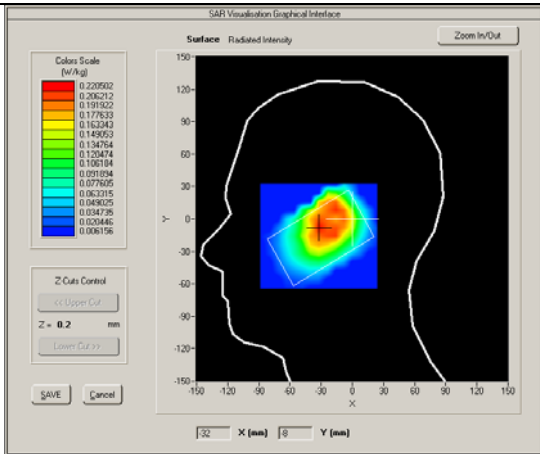 SAR Visualisation Graphical Interface
Surface Radiated Intensity
Zoom In/Out
Colors Scale
(W/kg)
0.220502
0.206212
0.191922
0.177633
0.163343
0.149053
0.134764
0.120474
0.106184
0.091894
0.077605
0.063315
0.049025
0.034735
0.020446
0.006156
150-
120-
90-
60-
30-
0-
-30-
-60-
-90-
-120-
-150-
Y
-150 -120 -90 -60 -30 0 30 60 90 120 150
X
Z Cuts Control
<< Upper Cut
Z = 0.2 mm
Lower Cut >>
SAVE Cancel
-32 X (mm) -8 Y (mm)